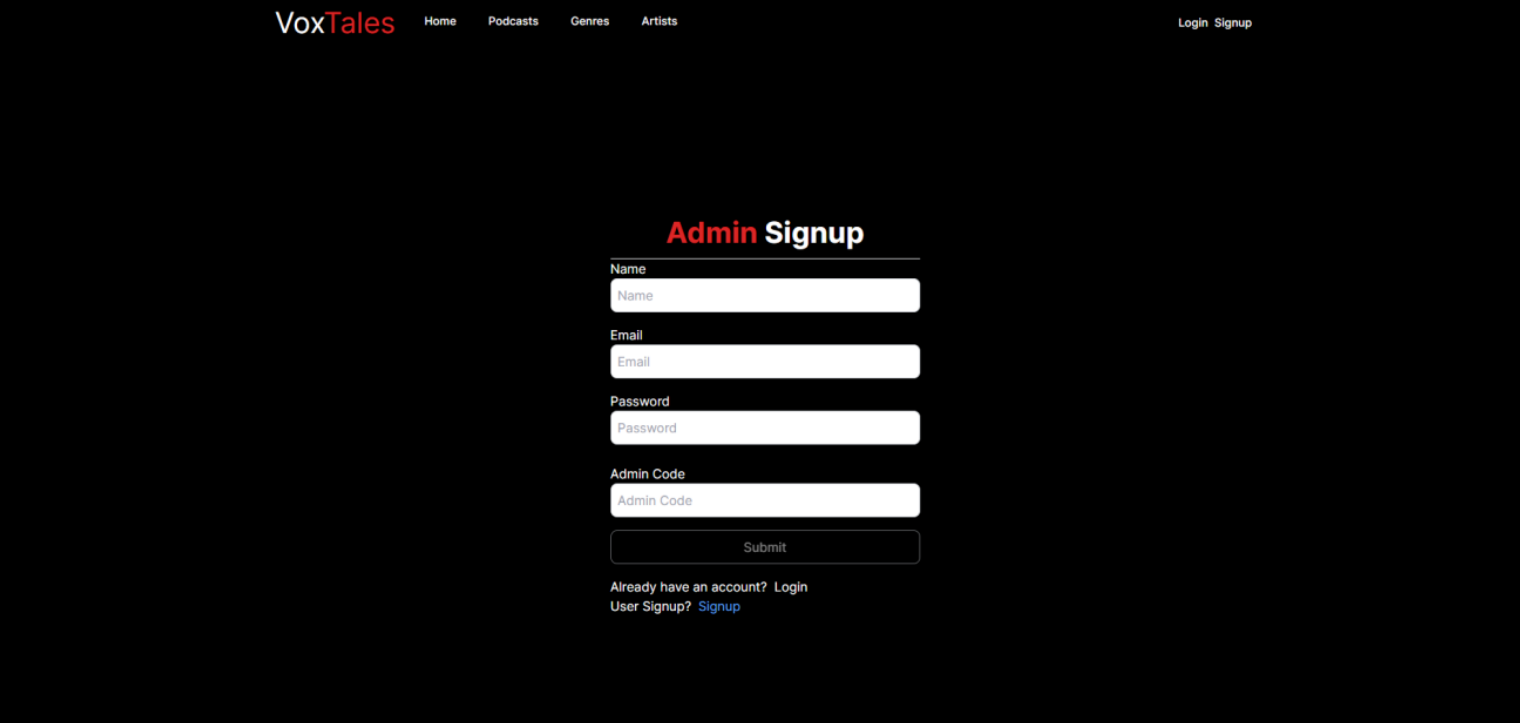 VoxTales Home Podcasts Genres Artists Login Signup
Admin Signup
Name
Name
Email
Email
Password
Password
Admin Code
Admin Code
Submit
Already have an account? Login
User Signup? Signup